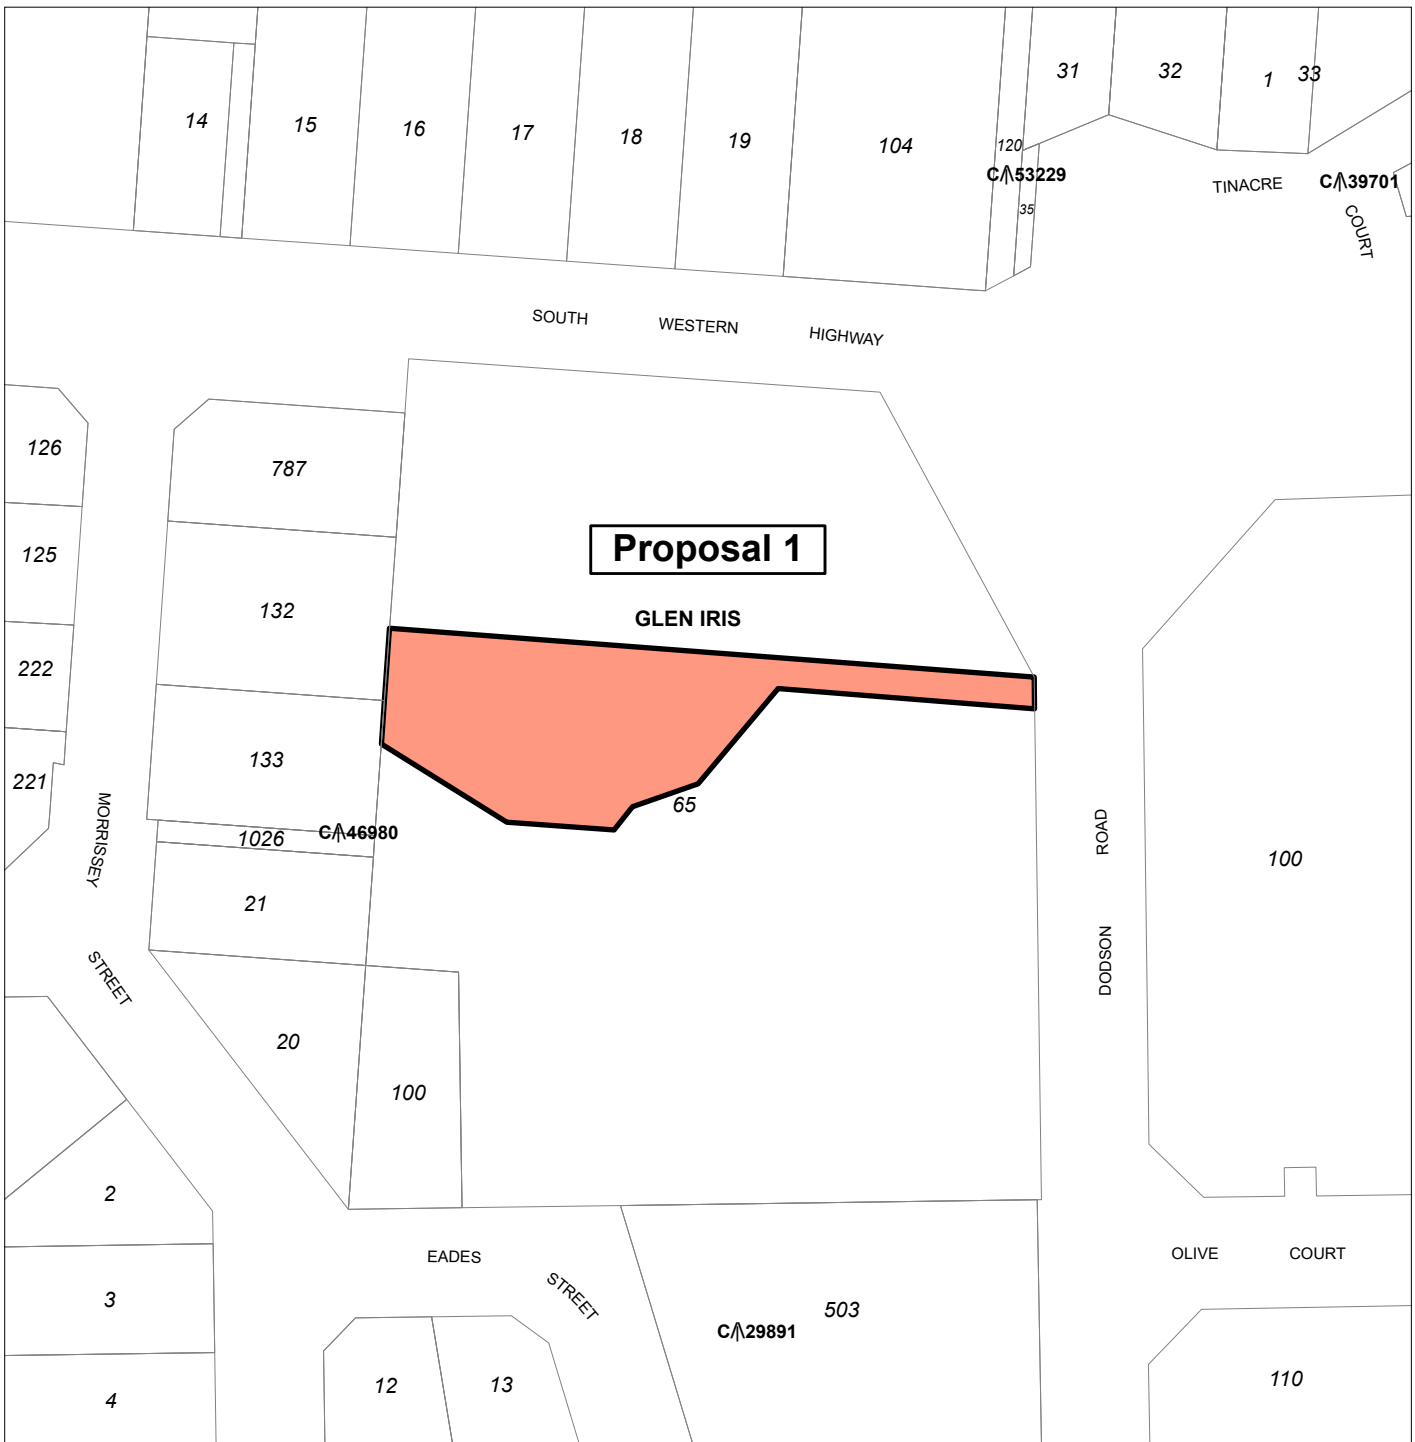 31
32
1
33
14
15
16
17
18
19
104
120
C/|\53229
TINACRE
C/|\39701
35
COURT
SOUTH WESTERN HIGHWAY
126
787
Proposal 1
125
132
GLEN IRIS
222
133
221
65
MORRISSEY
ROAD
1026
C/|\46980
100
21
DODSON
STREET
20
100
2
EADES
OLIVE COURT
3
STREET
503
C/|\29891
12
13
110
4